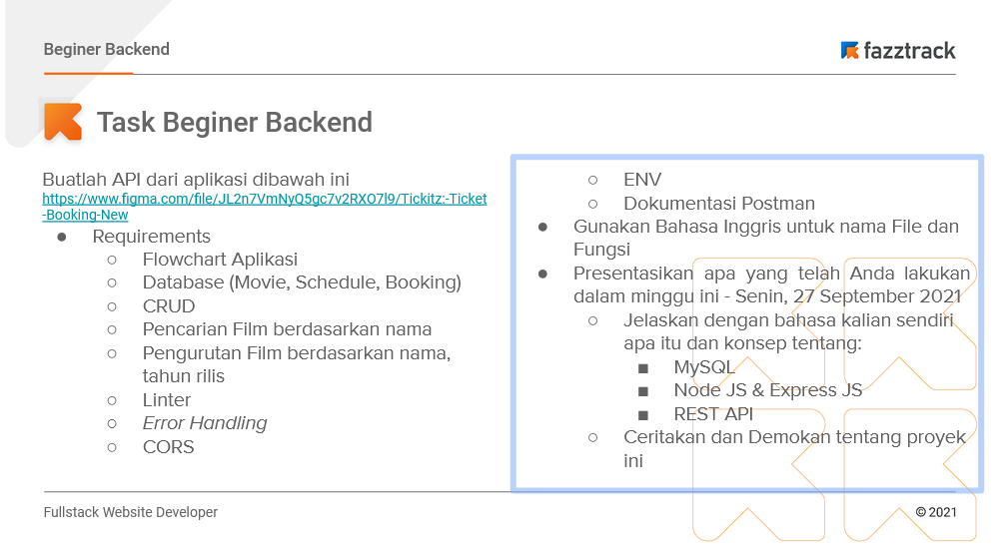 Beginer Backend
fazztrack
Task Beginer Backend
Buatlah API dari aplikasi dibawah ini
https://www.figma.com/file/JL2n7VmNyQ5gc7v2RXO7l9/Tickitz:-Ticket
-Booking-New
● Requirements
○ Flowchart Aplikasi
○ Database (Movie, Schedule, Booking)
○ CRUD
○ Pencarian Film berdasarkan nama
○ Pengurutan Film berdasarkan nama,
tahun rilis
○ Linter
○ Error Handling
○ CORS
○ ENV
○ Dokumentasi Postman
● Gunakan Bahasa Inggris untuk nama File dan
Fungsi
● Presentasikan apa yang telah Anda lakukan
dalam minggu ini - Senin, 27 September 2021
○ Jelaskan dengan bahasa kalian sendiri
apa itu dan konsep tentang:
■ MySQL
■ Node JS & Express JS
■ REST API
○ Ceritakan dan Demokan tentang proyek
ini
Fullstack Website Developer
© 2021